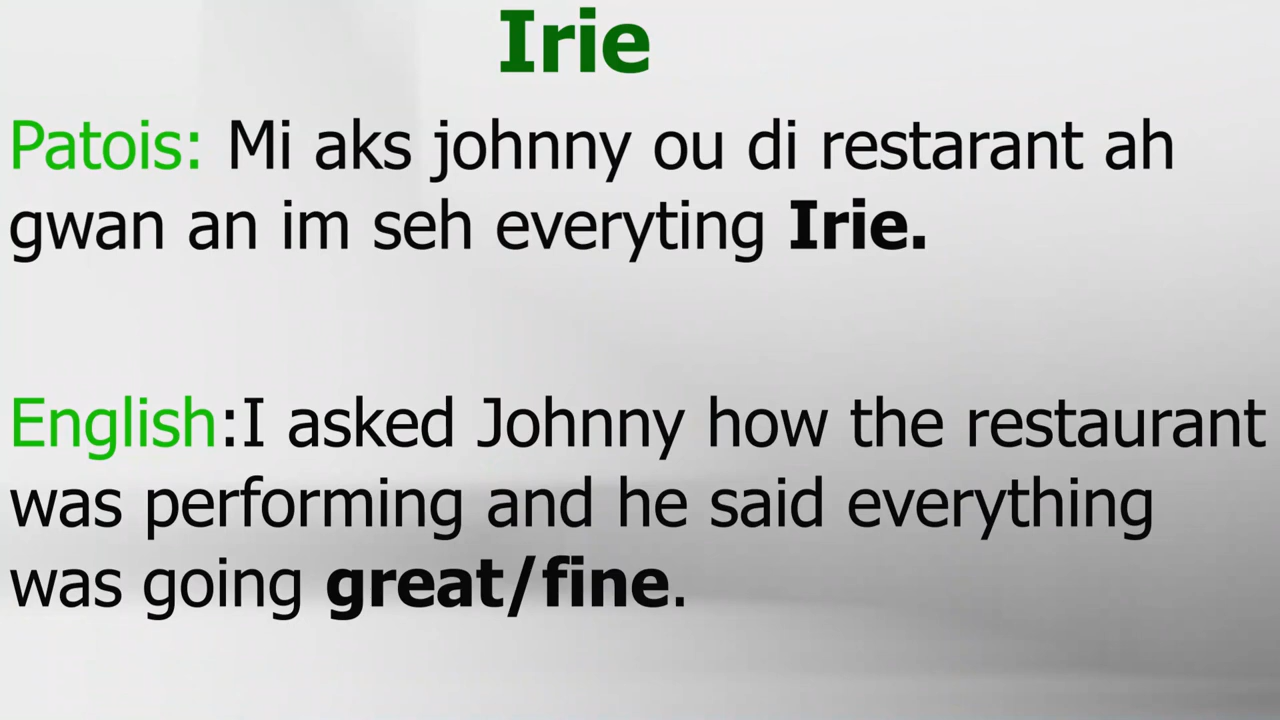 Irie
Patois: Mi aks johnny ou di restarant ah
gwan an im seh everyting Irie.
English:I asked Johnny how the restaurant
was performing and he said everything
was going great/fine.